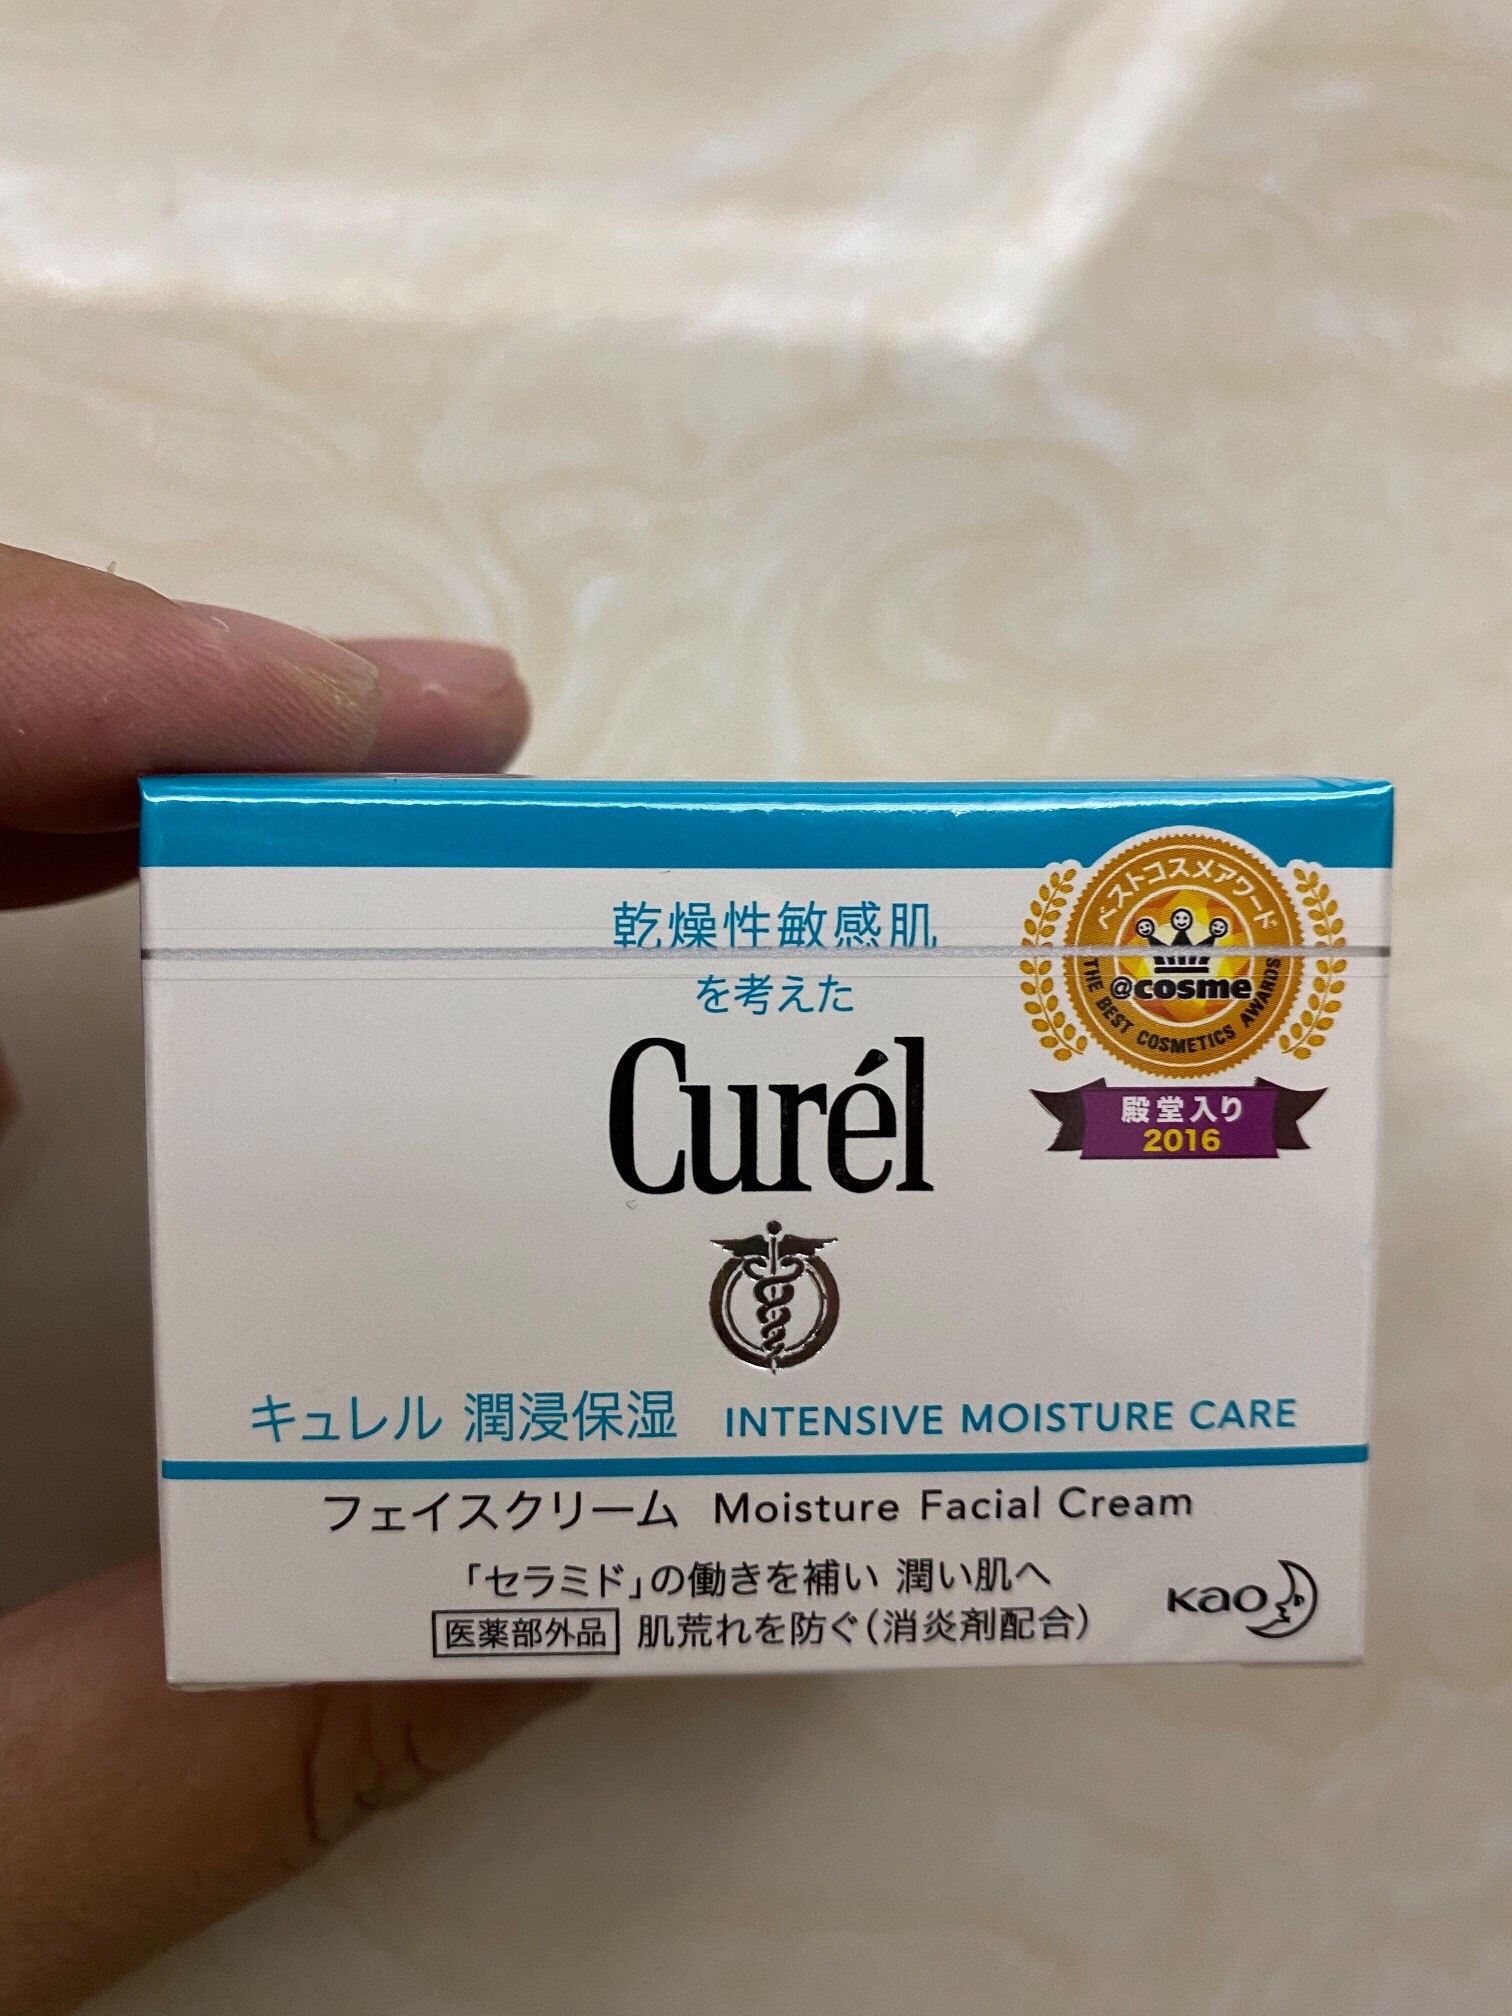 乾燥性敏感肌
を考えた
Curél
ベストコスメアワード
@cosme
THE BEST COSMETICS AWARDS
殿堂入り
2016
キュレル 潤浸保湿 INTENSIVE MOISTURE CARE
フェイスクリーム Moisture Facial Cream
「セラミド」の働きを補い 潤い肌へ
医薬部外品 肌荒れを防ぐ(消炎剤配合)
Kao